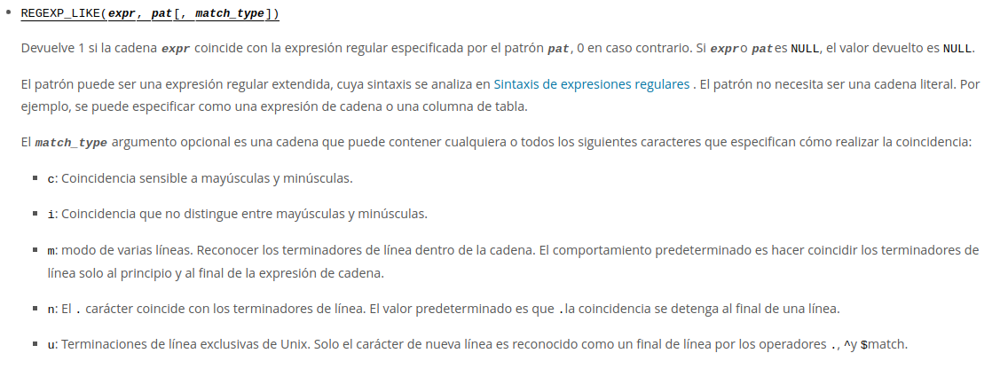 REGEXP_LIKE(expr, pat[, match_type])
Devuelve 1 si la cadena expr coincide con la expresión regular especificada por el patrón pat, 0 en caso contrario. Si expro pates NULL, el valor devuelto es NULL.
El patrón puede ser una expresión regular extendida, cuya sintaxis se analiza en Sintaxis de expresiones regulares . El patrón no necesita ser una cadena literal. Por
ejemplo, se puede especificar como una expresión de cadena o una columna de tabla.
El match_type argumento opcional es una cadena que puede contener cualquiera o todos los siguientes caracteres que especifican cómo realizar la coincidencia:
c: Coincidencia sensible a mayúsculas y minúsculas.
i: Coincidencia que no distingue entre mayúsculas y minúsculas.
m: modo de varias líneas. Reconocer los terminadores de línea dentro de la cadena. El comportamiento predeterminado es hacer coincidir los terminadores de
línea solo al principio y al final de la expresión de cadena.
n: El . carácter coincide con los terminadores de línea. El valor predeterminado es que .la coincidencia se detenga al final de una línea.
u: Terminaciones de línea exclusivas de Unix. Solo el carácter de nueva línea es reconocido como un final de línea por los operadores ., ^y $match.